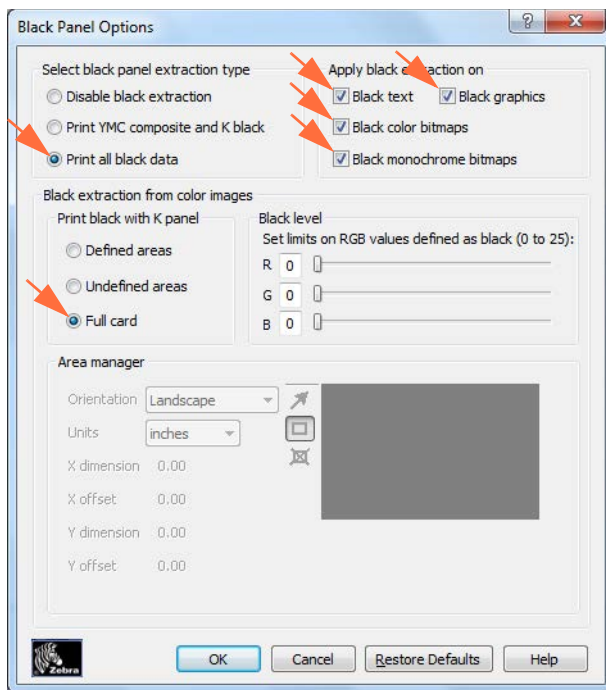 Black Panel Options
Select black panel extraction type
Disable black extraction
Print YMC composite and K black
Print all black data
Apply black extraction on
Black text
Black graphics
Black color bitmaps
Black monochrome bitmaps
Black extraction from color images
Print black with K panel
Defined areas
Undefined areas
Full card
Black level
Set limits on RGB values defined as black (0 to 25):
R 0
G 0
B 0
Area manager
Orientation Landscape
Units inches
X dimension 0.00
X offset 0.00
Y dimension 0.00
Y offset 0.00
Zebra
OK Cancel Restore Defaults Help